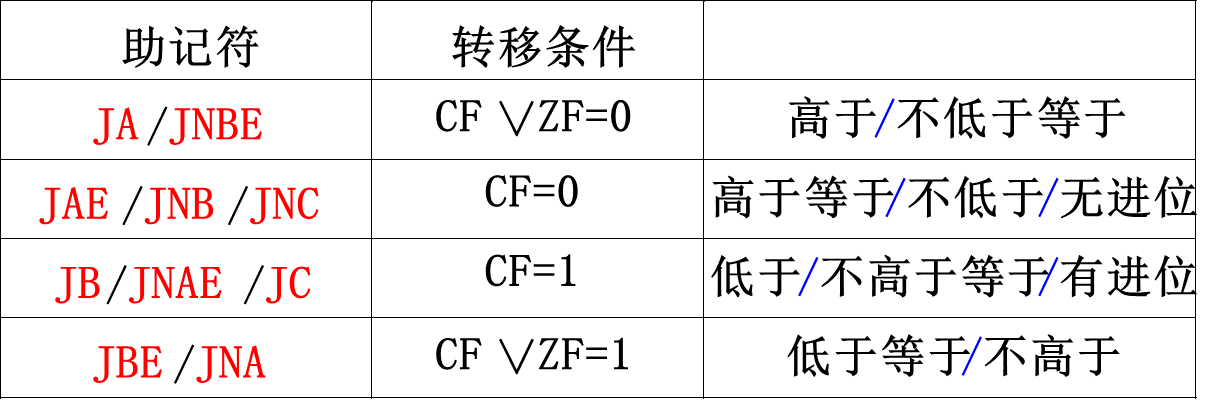 助记符 转移条件
JA /JNBE CF ∨ZF=0 高于/不低于等于
JAE /JNB /JNC CF=0 高于等于/不低于/无进位
JB/JNAE /JC CF=1 低于/不高于等于/有进位
JBE /JNA CF ∨ZF=1 低于等于/不高于